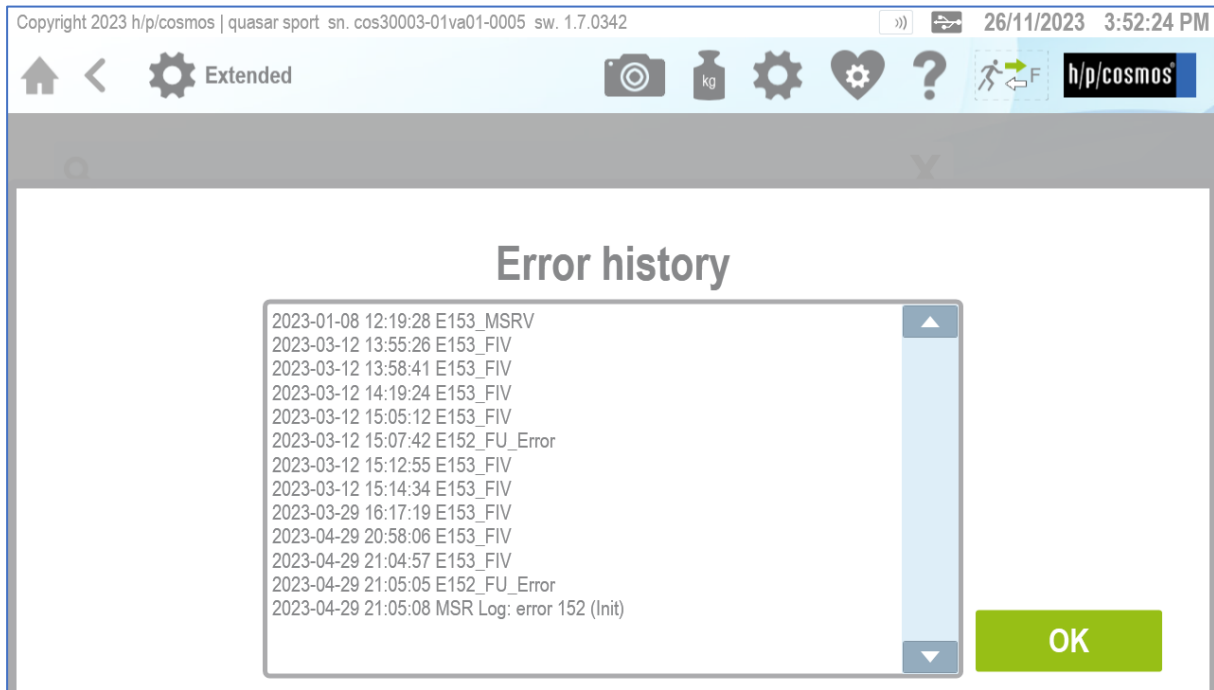 Copyright 2023 h/p/cosmos | quasar sport sn. cos30003-01va01-0005 sw. 1.7.0342
26/11/2023 3:52:24 PM
Extended
kg
?
F
h/p/cosmos®
X
Error history
2023-01-08 12:19:28 E153_MSRV
2023-03-12 13:55:26 E153_FIV
2023-03-12 13:58:41 E153_FIV
2023-03-12 14:19:24 E153_FIV
2023-03-12 15:05:12 E153_FIV
2023-03-12 15:07:42 E152_FU_Error
2023-03-12 15:12:55 E153_FIV
2023-03-12 15:14:34 E153_FIV
2023-03-29 16:17:19 E153_FIV
2023-04-29 20:58:06 E153_FIV
2023-04-29 21:04:57 E153_FIV
2023-04-29 21:05:05 E152_FU_Error
2023-04-29 21:05:08 MSR Log: error 152 (Init)
OK